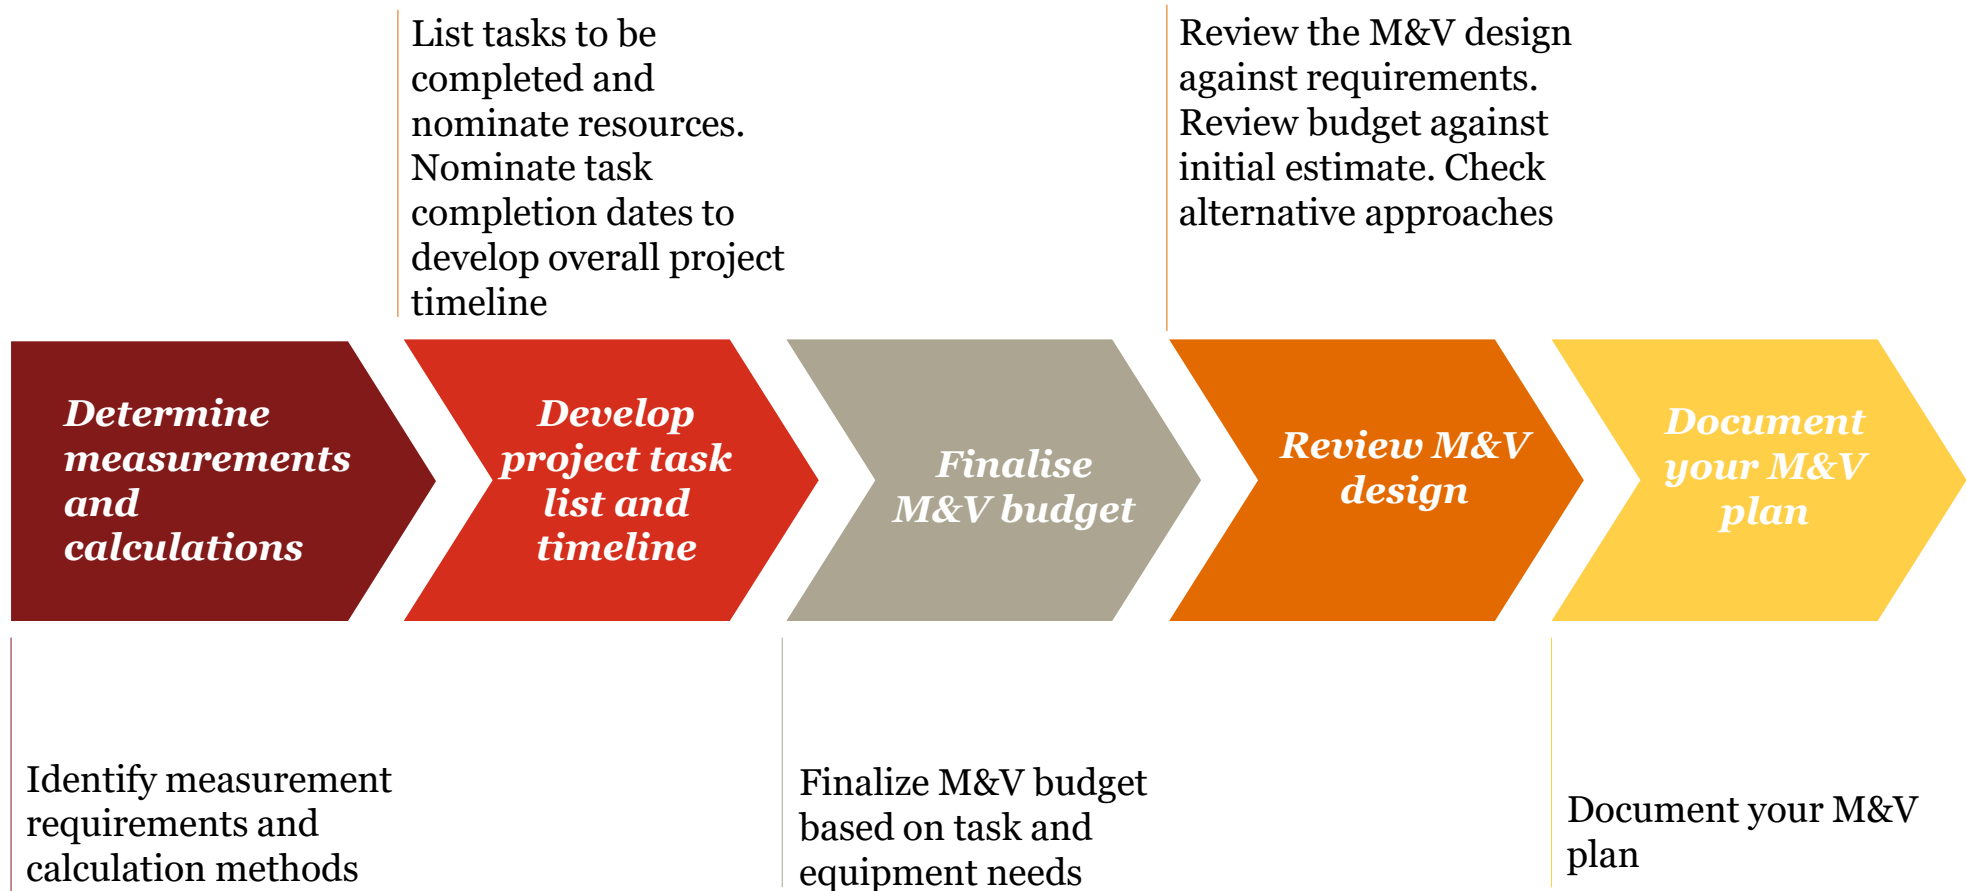 List tasks to be
completed and
nominate resources.
Nominate task
completion dates to
develop overall project
timeline
Review the M&V design
against requirements.
Review budget against
initial estimate. Check
alternative approaches
Determine
measurements
and
calculations
Develop
project task
list and
timeline
Finalise
M&V budget
Review M&V
design
Document
your M&V
plan
Identify measurement
requirements and
calculation methods
Finalize M&V budget
based on task and
equipment needs
Document your M&V
plan